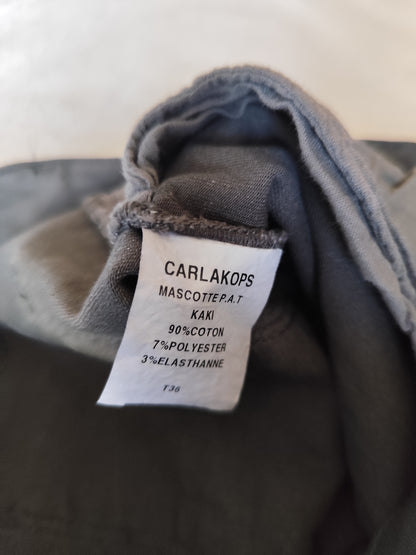 CARLAKOPS
MASCOTTE P.A.T
KAKI
90%COTON
7%POLYESTER
3%ELASTHANNE
T36